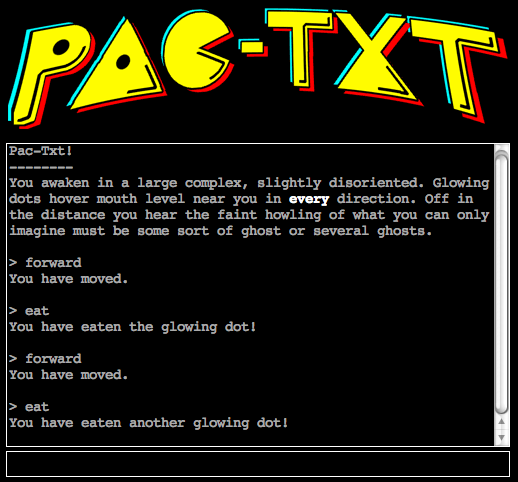 PAC-TXT
Pac-Txt!
--------
You awaken in a large complex, slightly disoriented. Glowing
dots hover mouth level near you in every direction. Off in
the distance you hear the faint howling of what you can only
imagine must be some sort of ghost or several ghosts.
> forward
You have moved.
> eat
You have eaten the glowing dot!
> forward
You have moved.
> eat
You have eaten another glowing dot!